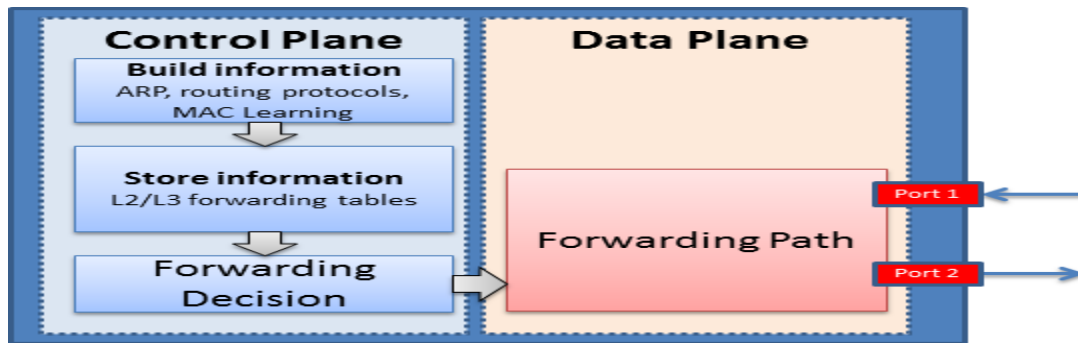 Control Plane
Build information
ARP, routing protocols,
MAC Learning
Store information
L2/L3 forwarding tables
Forwarding
Decision
Data Plane
Forwarding Path
Port 1
Port 2